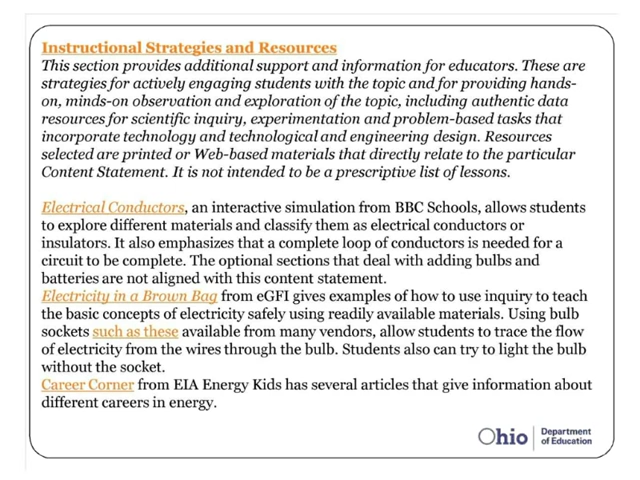 Instructional Strategies and Resources
This section provides additional support and information for educators. These are
strategies for actively engaging students with the topic and for providing hands-
on, minds-on observation and exploration of the topic, including authentic data
resources for scientific inquiry, experimentation and problem-based tasks that
incorporate technology and technological and engineering design. Resources
selected are printed or Web-based materials that directly relate to the particular
Content Statement. It is not intended to be a prescriptive list of lessons.
Electrical Conductors, an interactive simulation from BBC Schools, allows students
to explore different materials and classify them as electrical conductors or
insulators. It also emphasizes that a complete loop of conductors is needed for a
circuit to be complete. The optional sections that deal with adding bulbs and
batteries are not aligned with this content statement.
Electricity in a Brown Bag from eGFI gives examples of how to use inquiry to teach
the basic concepts of electricity safely using readily available materials. Using bulb
sockets such as these available from many vendors, allow students to trace the flow
of electricity from the wires through the bulb. Students also can try to light the bulb
without the socket.
Career Corner from EIA Energy Kids has several articles that give information about
different careers in energy.
Ohio Department
of Education